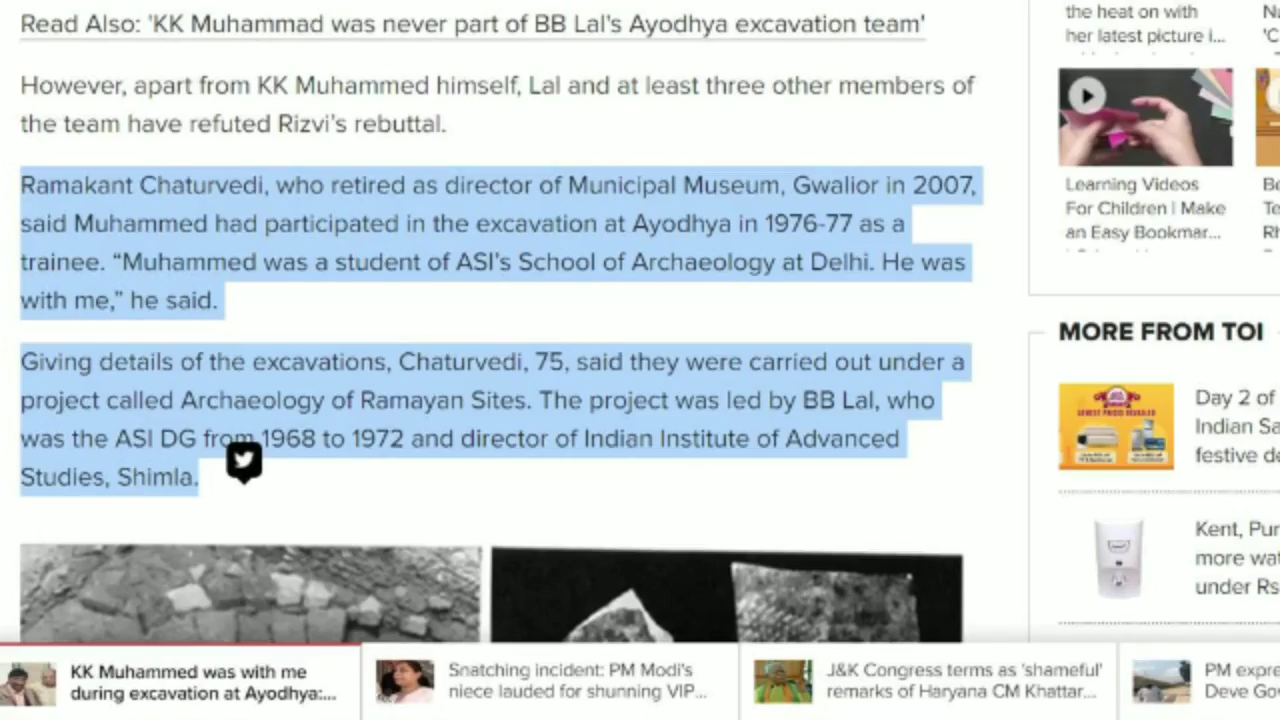 Read Also: 'KK Muhammad was never part of BB Lal's Ayodhya excavation team'
However, apart from KK Muhammed himself, Lal and at least three other members of
the team have refuted Rizvi's rebuttal.
Ramakant Chaturvedi, who retired as director of Municipal Museum, Gwalior in 2007,
said Muhammed had participated in the excavation at Ayodhya in 1976-77 as a
trainee. “Muhammed was a student of ASI's School of Archaeology at Delhi. He was
with me,” he said.
Giving details of the excavations, Chaturvedi, 75, said they were carried out under a
project called Archaeology of Ramayan Sites. The project was led by BB Lal, who
was the ASI DG from 1968 to 1972 and director of Indian Institute of Advanced
Studies, Shimla.
the heat on with
her latest picture i...
Learning Videos
For Children | Make
an Easy Bookmar...
MORE FROM TOI
Day 2 of
Indian Sa
festive de
Kent, Pur
more wat
under Rs
KK Muhammed was with me
during excavation at Ayodhya:...
Snatching incident: PM Modi's
niece lauded for shunning VIP...
J&K Congress terms as 'shameful'
remarks of Haryana CM Khattar...
PM expre
Deve Gov